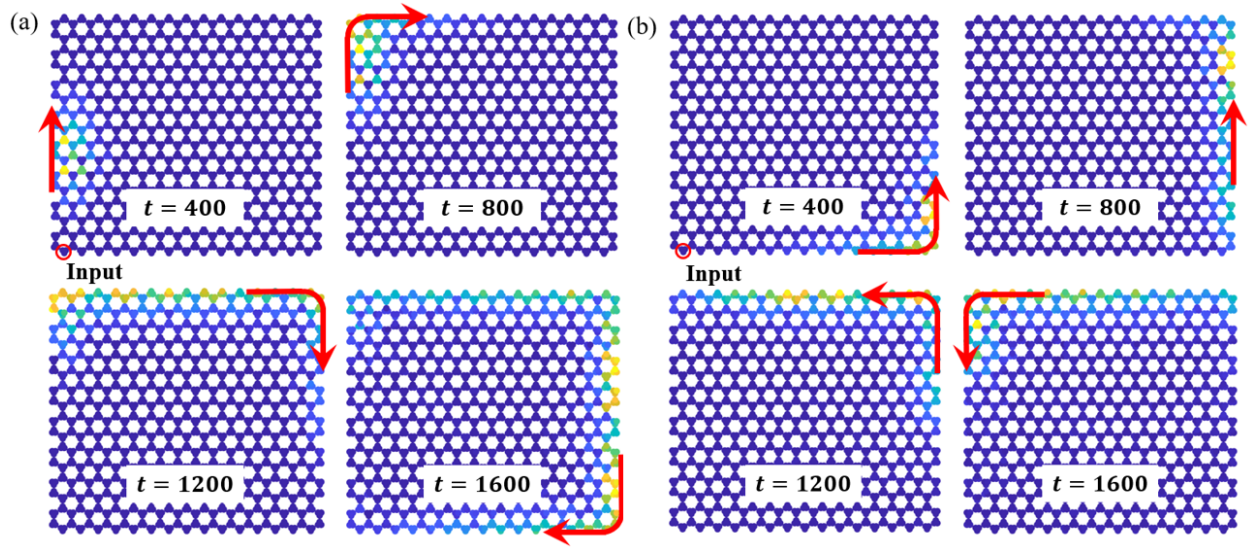 (a)
(b)
t = 400
t = 800
t = 400
t = 800
Input
Input
t = 1200
t = 1600
t = 1200
t = 1600